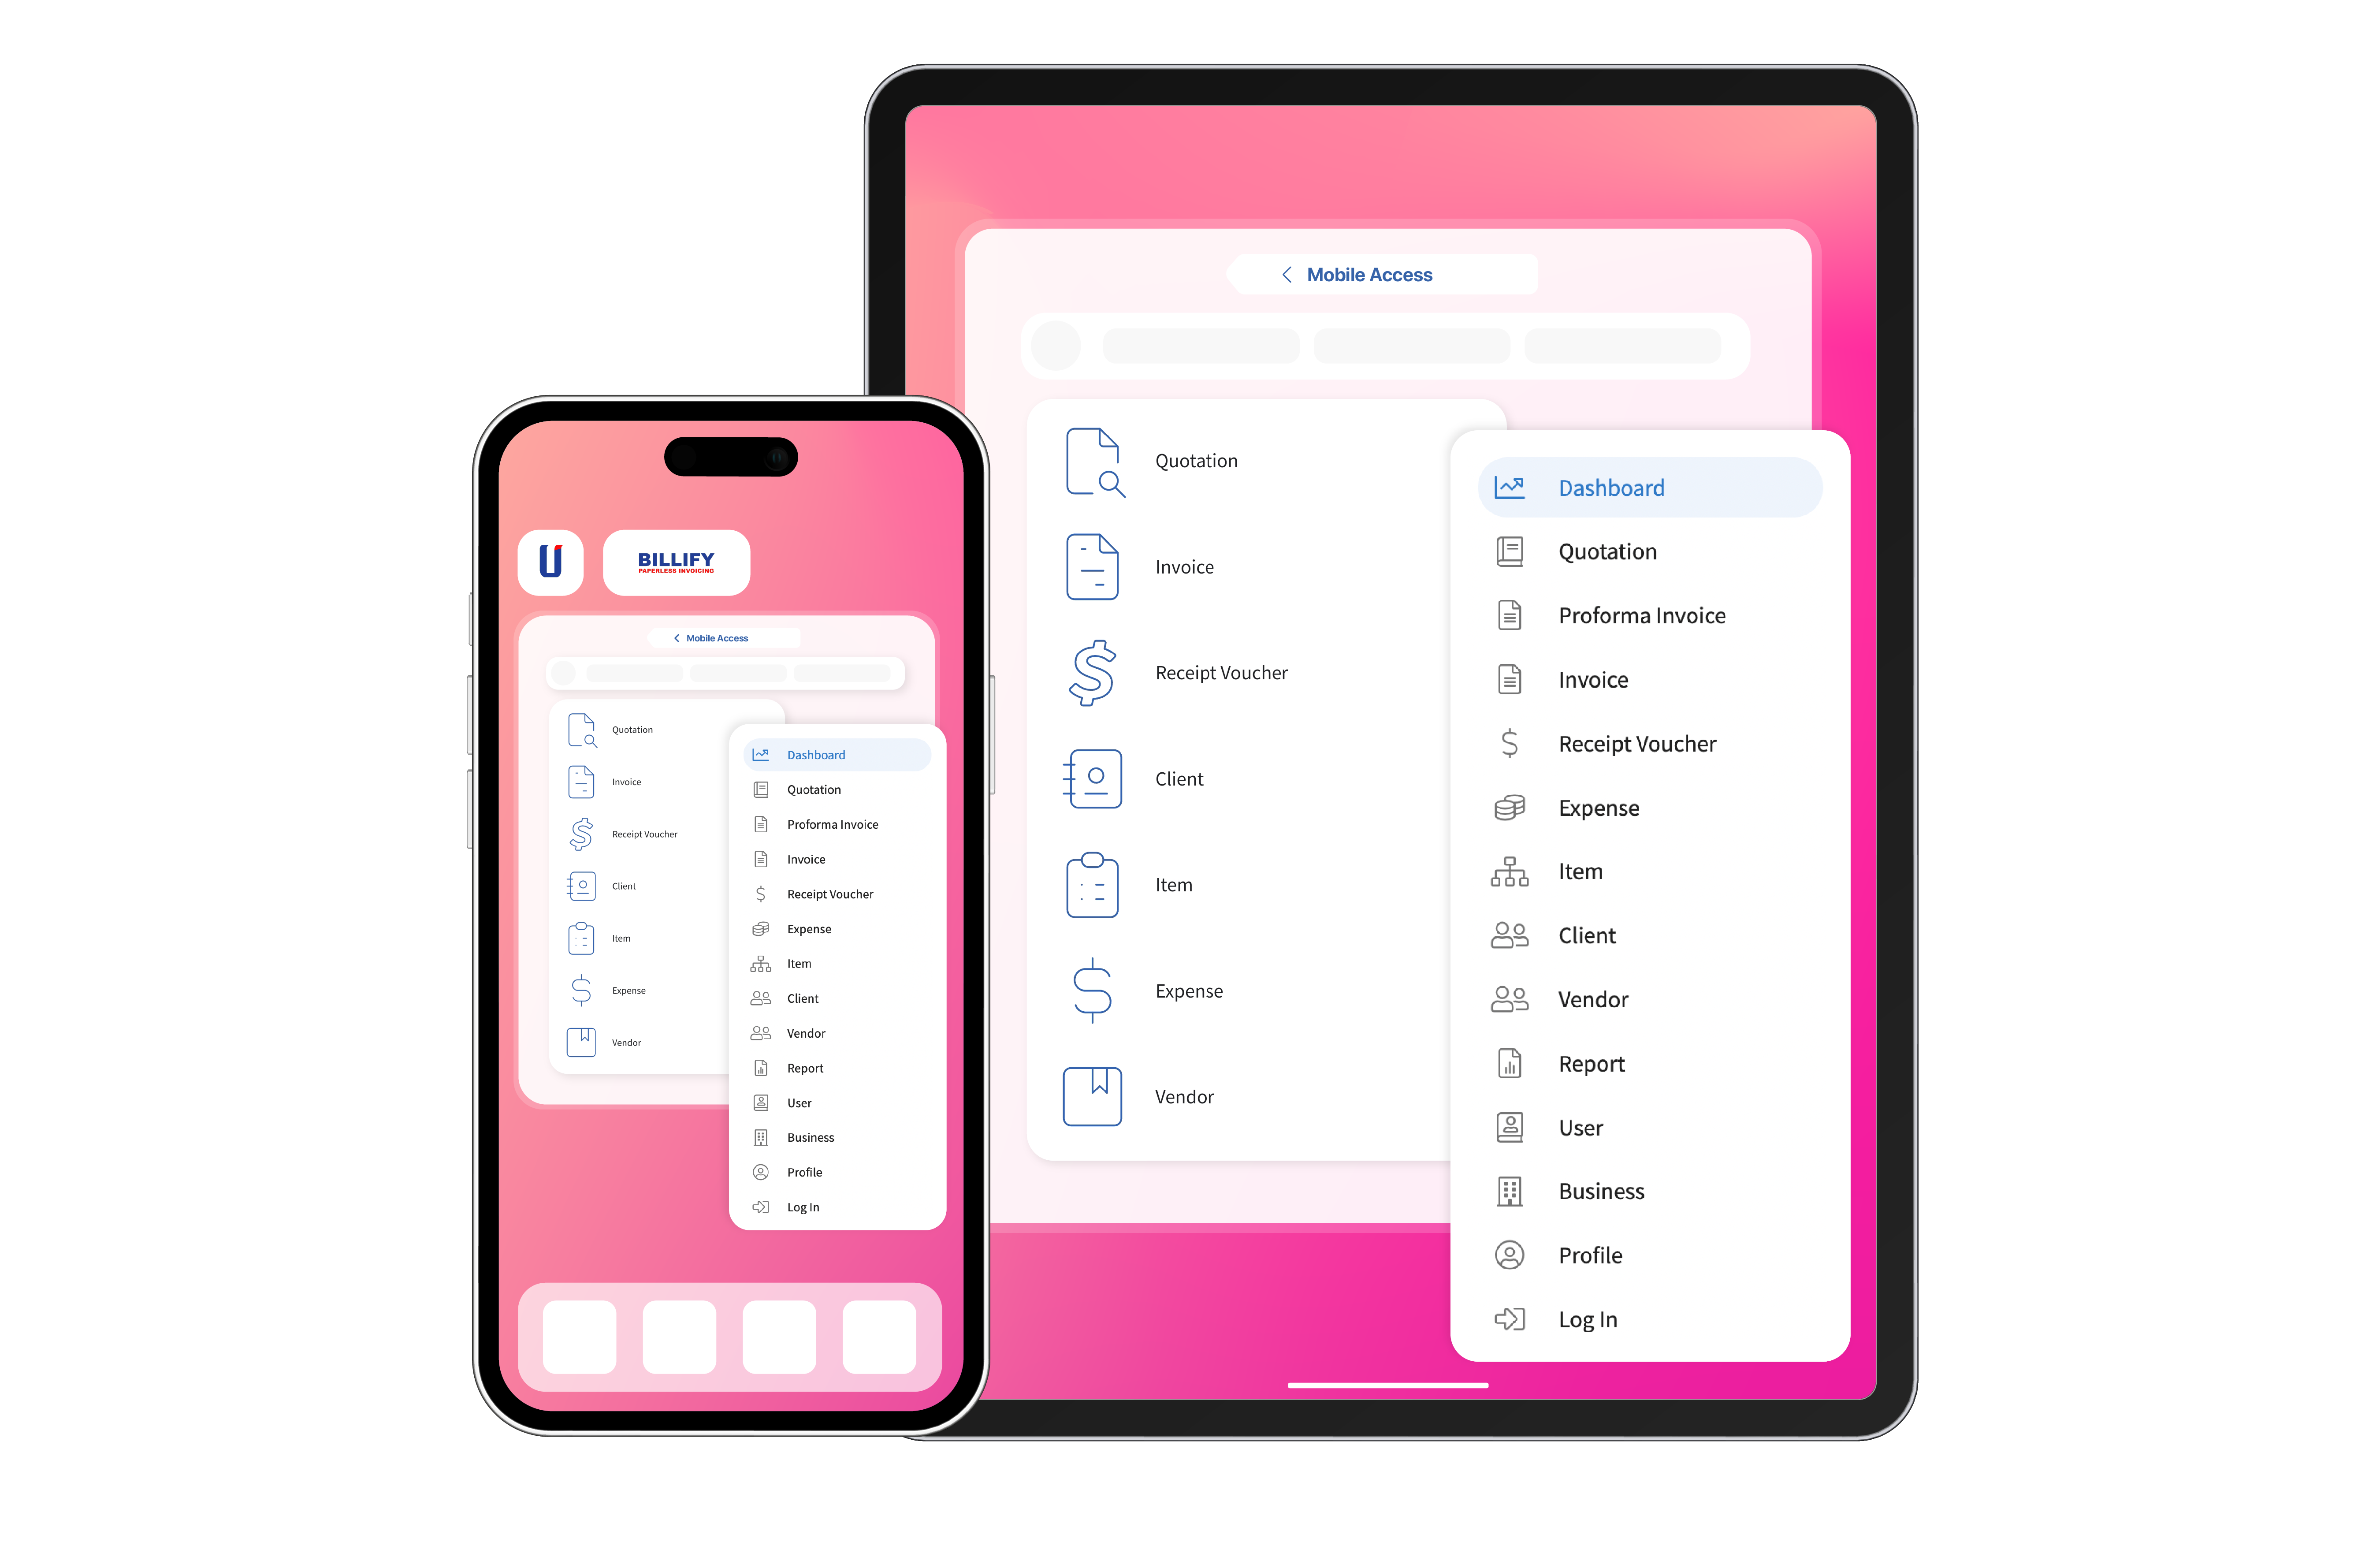 BILLIFY
PAPERLESS INVOICING
Mobile Access
Quotation
Invoice
Receipt Voucher
Client
Item
Expense
Vendor
Dashboard
Quotation
Proforma Invoice
Invoice
Receipt Voucher
Expense
Item
Client
Vendor
Report
User
Business
Profile
Log In
Mobile Access
Quotation
Invoice
Receipt Voucher
Client
Item
Expense
Vendor
Dashboard
Quotation
Proforma Invoice
Invoice
Receipt Voucher
Expense
Item
Client
Vendor
Report
User
Business
Profile
Log In